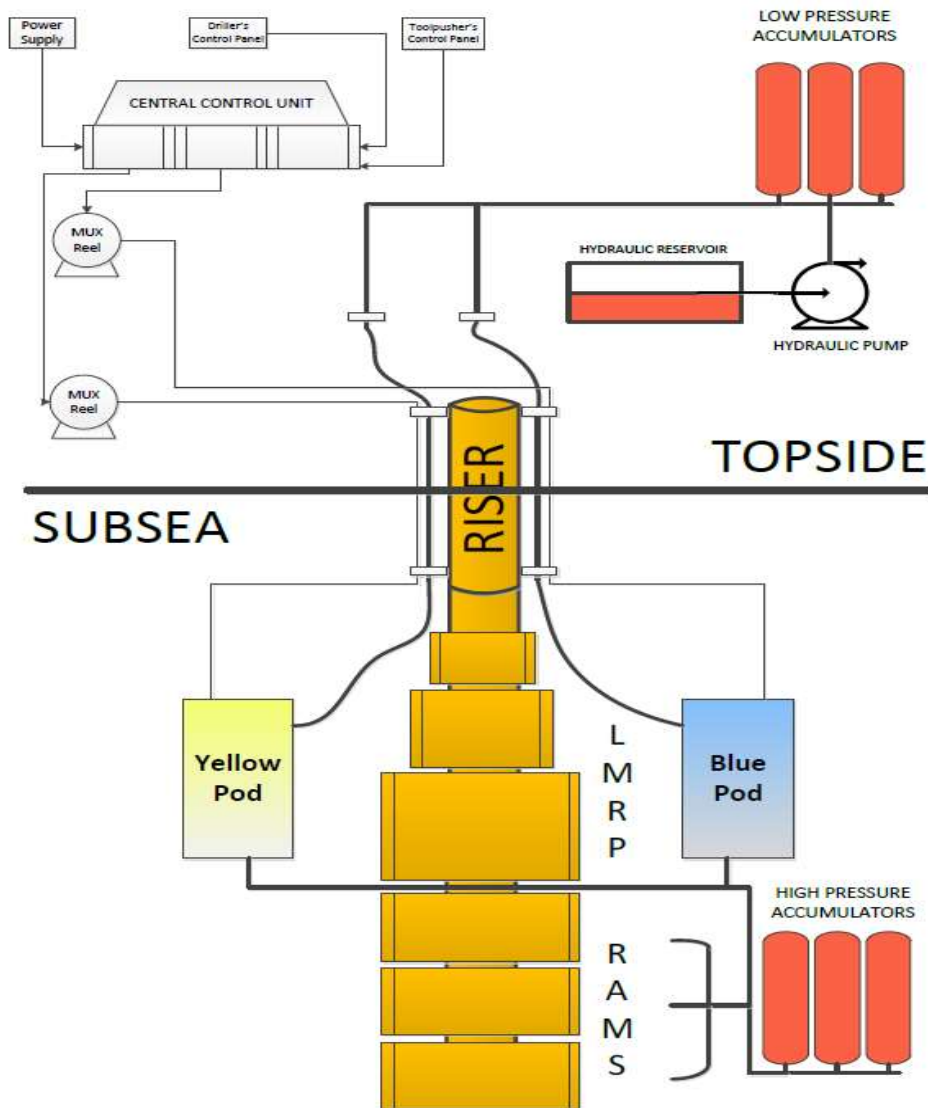 Power
Supply
Driller's
Control Panel
Toolpusher's
Control Panel
LOW PRESSURE
ACCUMULATORS
CENTRAL CONTROL UNIT
MUX
Reel
HYDRAULIC RESERVOIR
HYDRAULIC PUMP
MUX
Reel
RISER
TOPSIDE
SUBSEA
Yellow
Pod
L
M
R
P
Blue
Pod
HIGH PRESSURE
ACCUMULATORS
R
A
M
S